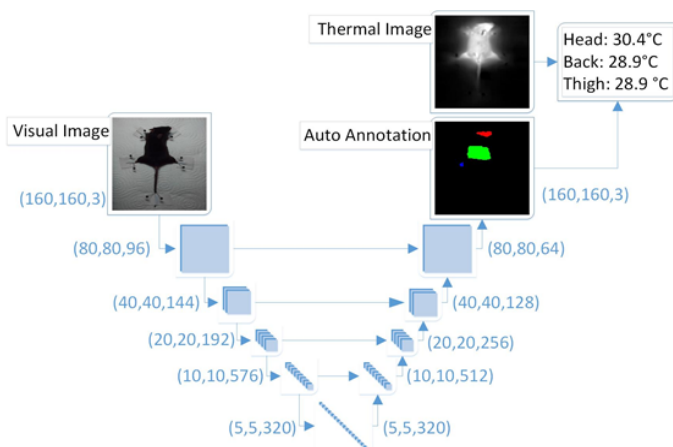 Thermal Image
Head: 30.4°C
Back: 28.9°C
Thigh: 28.9 °C
Visual Image
Auto Annotation
(160,160,3)
(160,160,3)
(80,80,96)
(80,80,64)
(40,40,144)
(40,40,128)
(20,20,192)
(20,20,256)
(10,10,576)
(10,10,512)
(5,5,320)
(5,5,320)